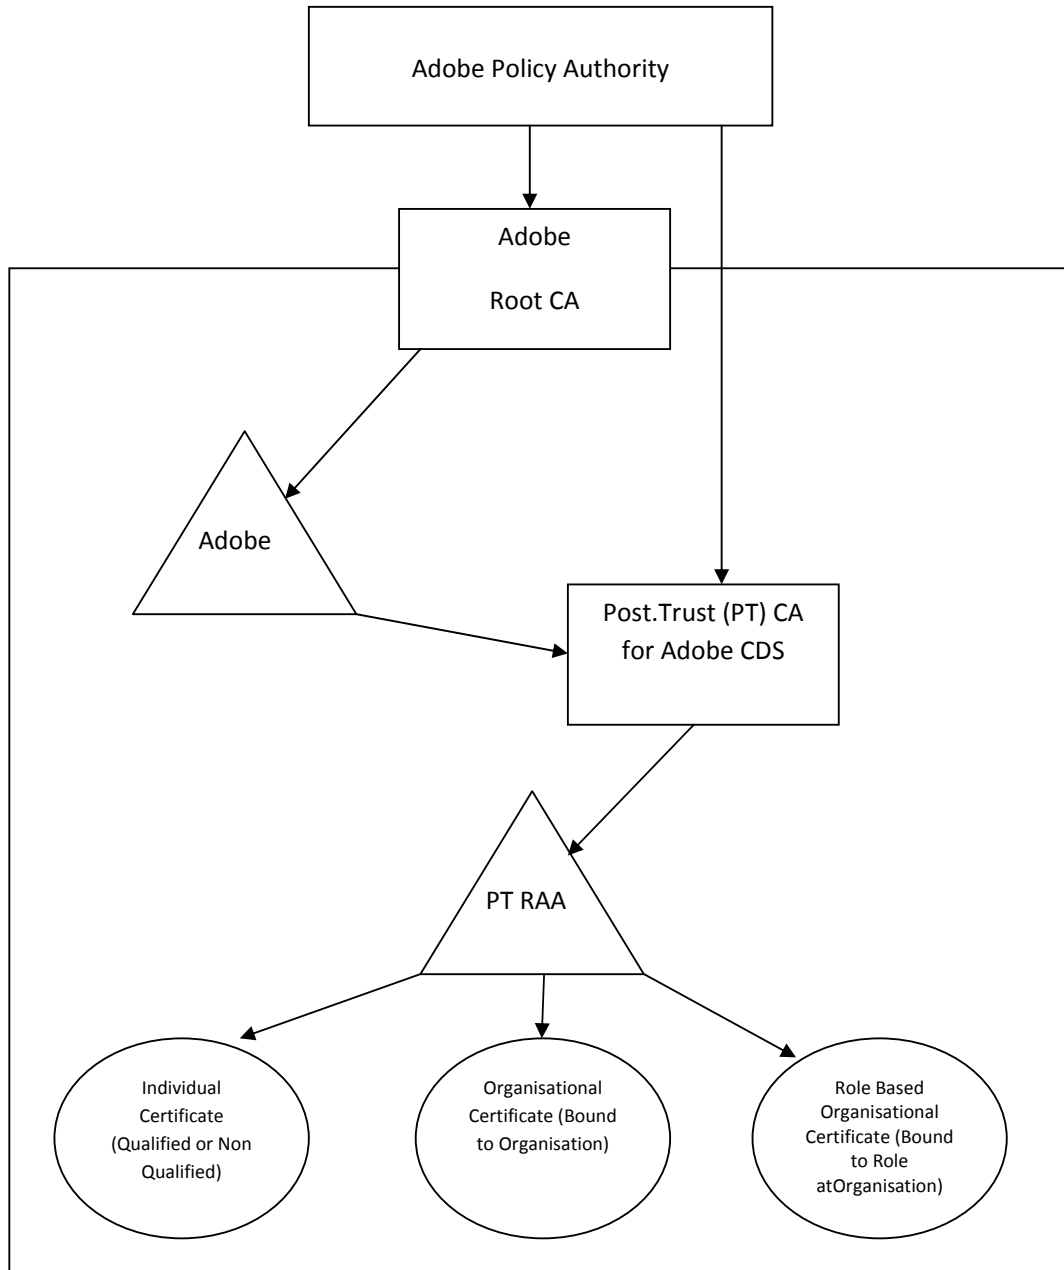 Adobe Policy Authority
Adobe
Root CA
Adobe
Post.Trust (PT) CA
for Adobe CDS
PT RAA
Individual
Certificate
(Qualified or Non
Qualified)
Organisational
Certificate (Bound
to Organisation)
Role Based
Organisational
Certificate (Bound
to Role
atOrganisation)